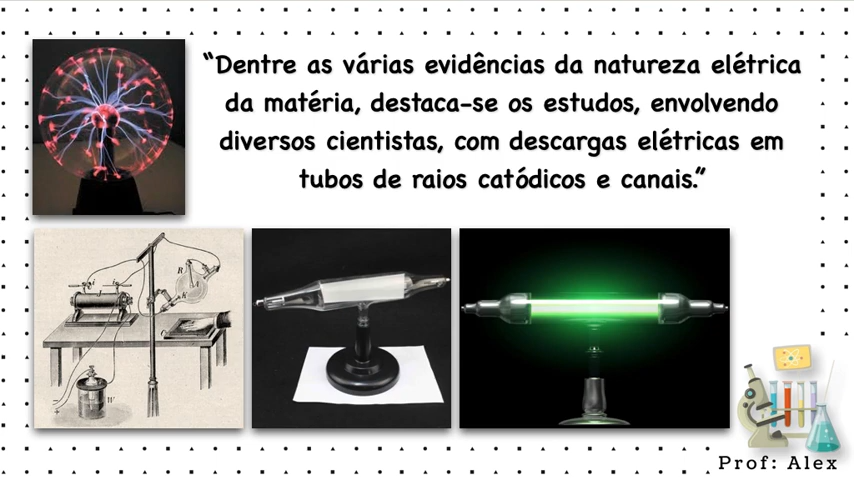 “Dentre as várias evidências da natureza elétrica
da matéria, destaca-se os estudos, envolvendo
diversos cientistas, com descargas elétricas em
tubos de raios catódicos e canais.”
R
W
Prof: Alex